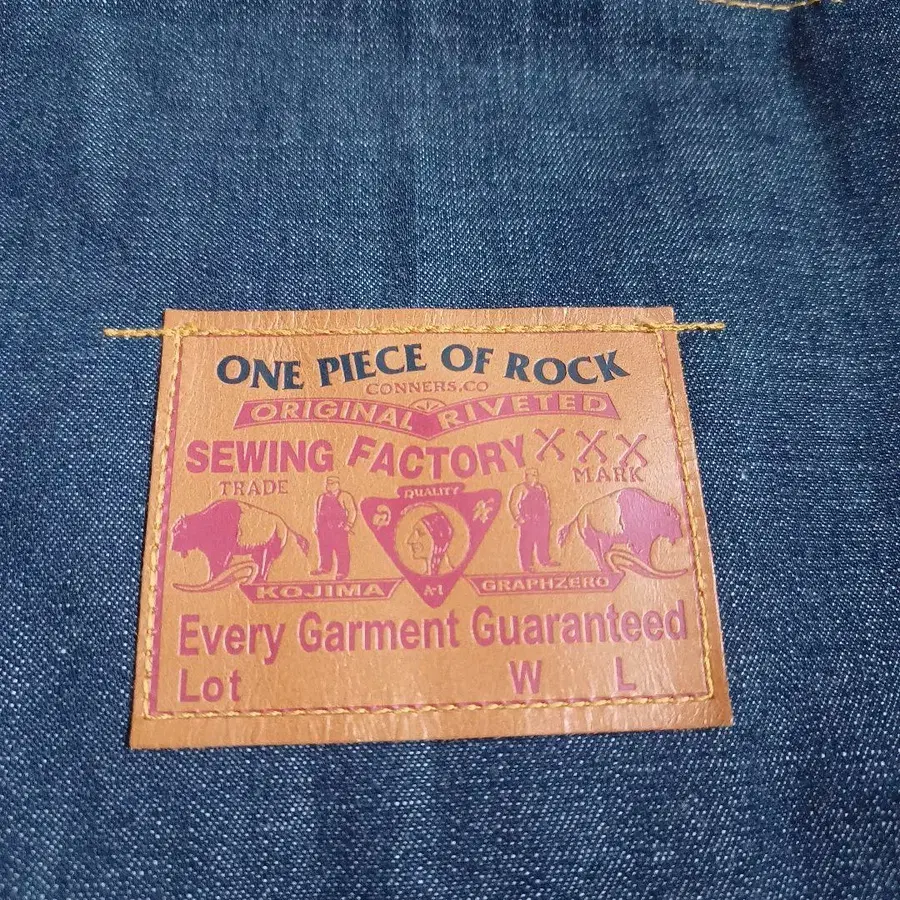 ONE PIECE OF ROCK
CONNERS.CO
ORIGINAL RIVETED
SEWING FACTORY XXX
TRADE MARK
QUALITY
KOJIMA A-1 GRAPHZERO
Every Garment Guaranteed
Lot W L